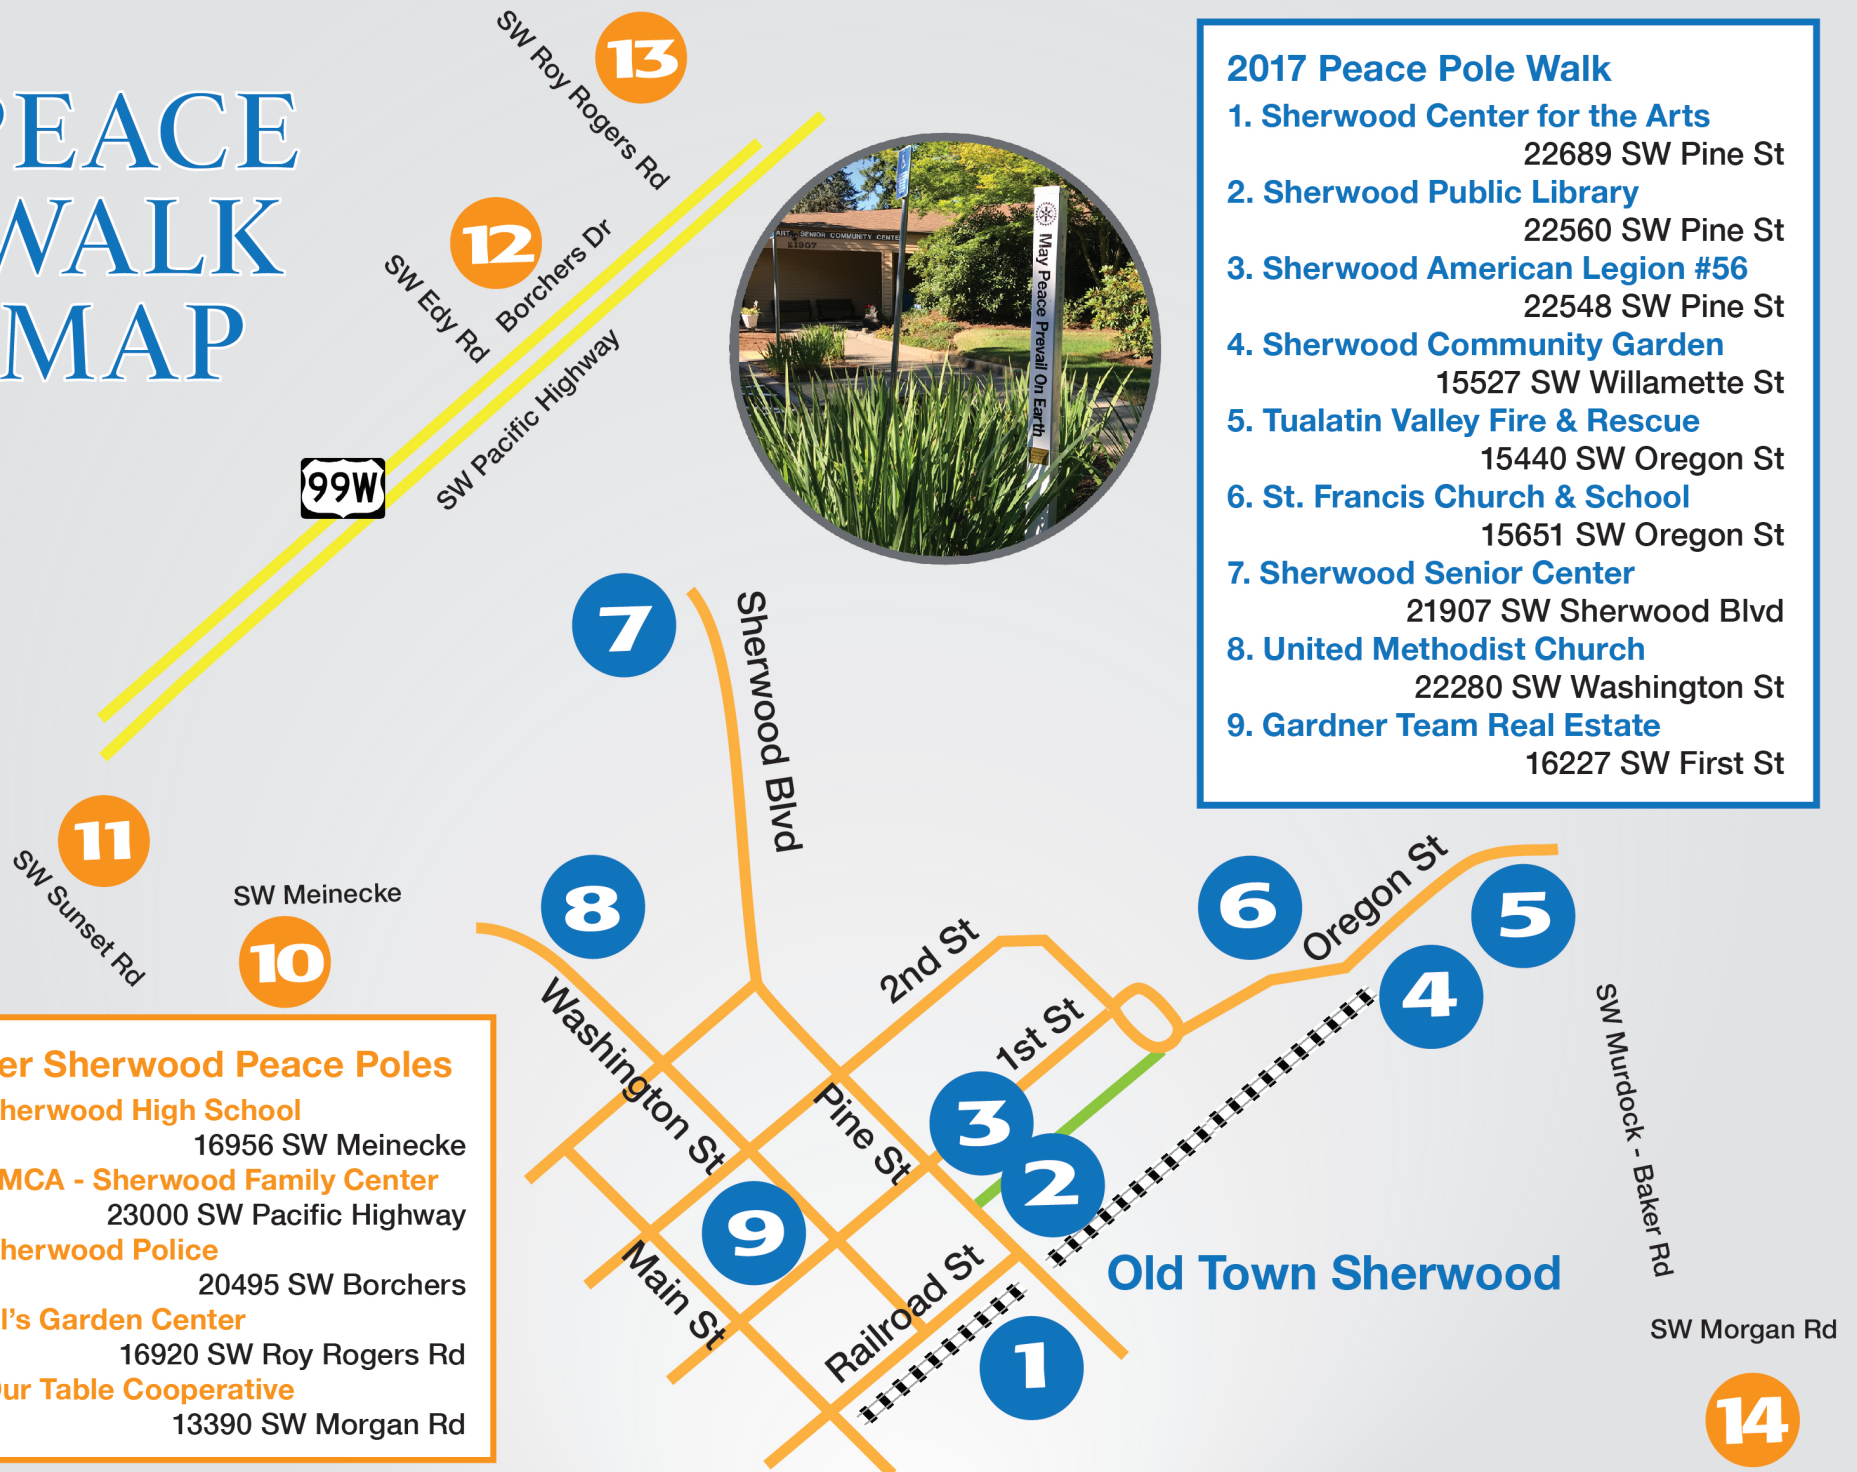 PEACE
WALK
MAP
SW Roy Rogers Rd
13
12
SW Edy Rd
Borchers Dr
SW Pacific Highway
99W
ART SENIOR COMMUNITY CENTE
21907
May Peace Prevail On Earth
2017 Peace Pole Walk
1. Sherwood Center for the Arts
22689 SW Pine St
2. Sherwood Public Library
22560 SW Pine St
3. Sherwood American Legion #56
22548 SW Pine St
4. Sherwood Community Garden
15527 SW Willamette St
5. Tualatin Valley Fire & Rescue
15440 SW Oregon St
6. St. Francis Church & School
15651 SW Oregon St
7. Sherwood Senior Center
21907 SW Sherwood Blvd
8. United Methodist Church
22280 SW Washington St
9. Gardner Team Real Estate
16227 SW First St
7
Sherwood Blvd
11
SW Sunset Rd
SW Meinecke
10
8
Washington St
2nd St
1st St
6
Oregon St
5
4
Pine St
3
2
9
Main St
Railroad St
1
Old Town Sherwood
SW Murdock - Baker Rd
SW Morgan Rd
14
er Sherwood Peace Poles
herwood High School
16956 SW Meinecke
MCA - Sherwood Family Center
23000 SW Pacific Highway
herwood Police
20495 SW Borchers
l's Garden Center
16920 SW Roy Rogers Rd
ur Table Cooperative
13390 SW Morgan Rd